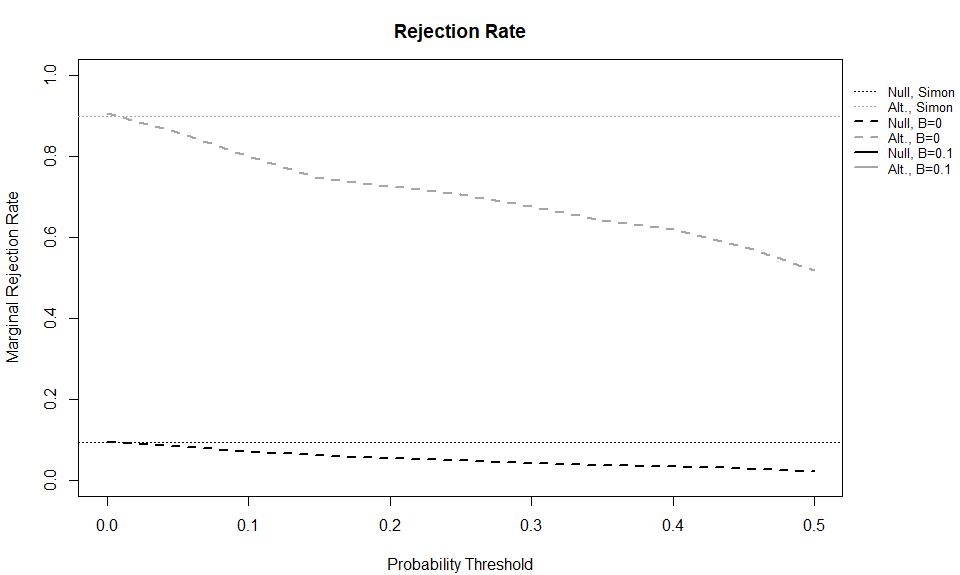 Rejection Rate
Marginal Rejection Rate
1.0
0.8
0.6
0.4
0.2
0.0
0.0 0.1 0.2 0.3 0.4 0.5
Probability Threshold
Null, Simon
Alt., Simon
Null, B=0
Alt., B=0
Null, B=0.1
Alt., B=0.1